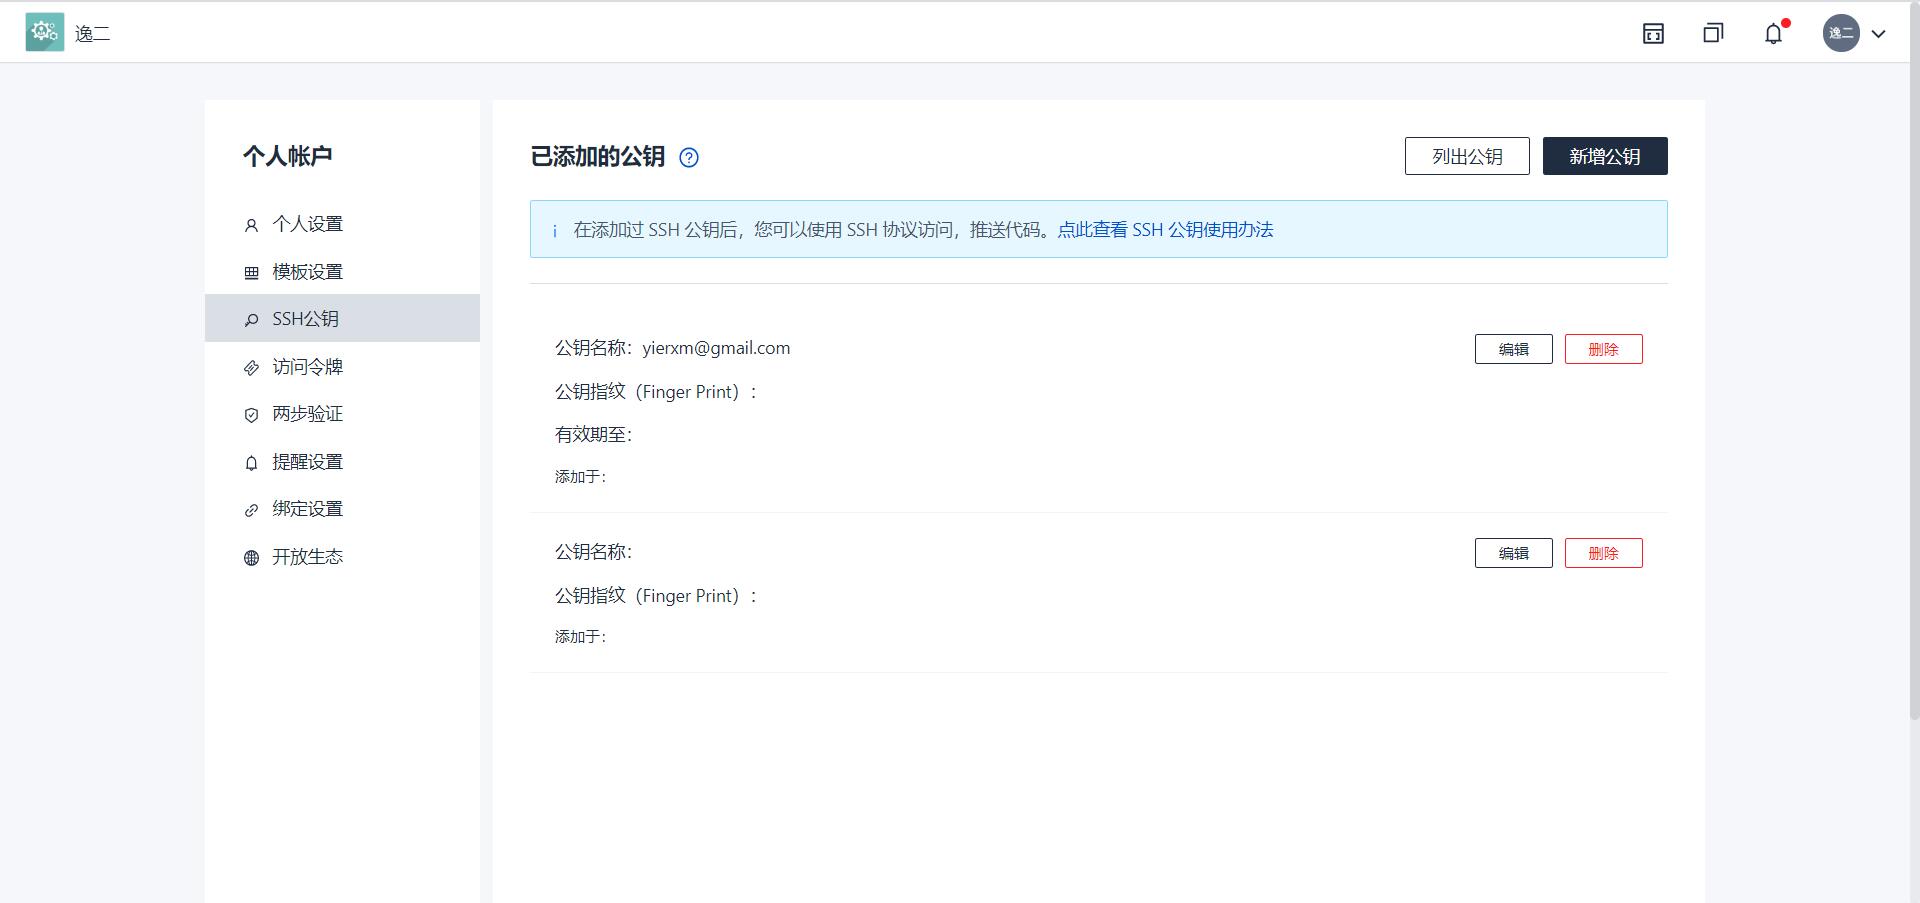 逸二
逸二
个人帐户
个人设置
模板设置
SSH公钥
访问令牌
两步验证
提醒设置
绑定设置
开放生态
已添加的公钥 ?
列出公钥
新增公钥
i 在添加过 SSH 公钥后，您可以使用 SSH 协议访问，推送代码。点此查看 SSH 公钥使用办法
公钥名称：yierxm@gmail.com
编辑
删除
公钥指纹（Finger Print）:
有效期至：
添加于：
公钥名称：
编辑
删除
公钥指纹（Finger Print）:
添加于：